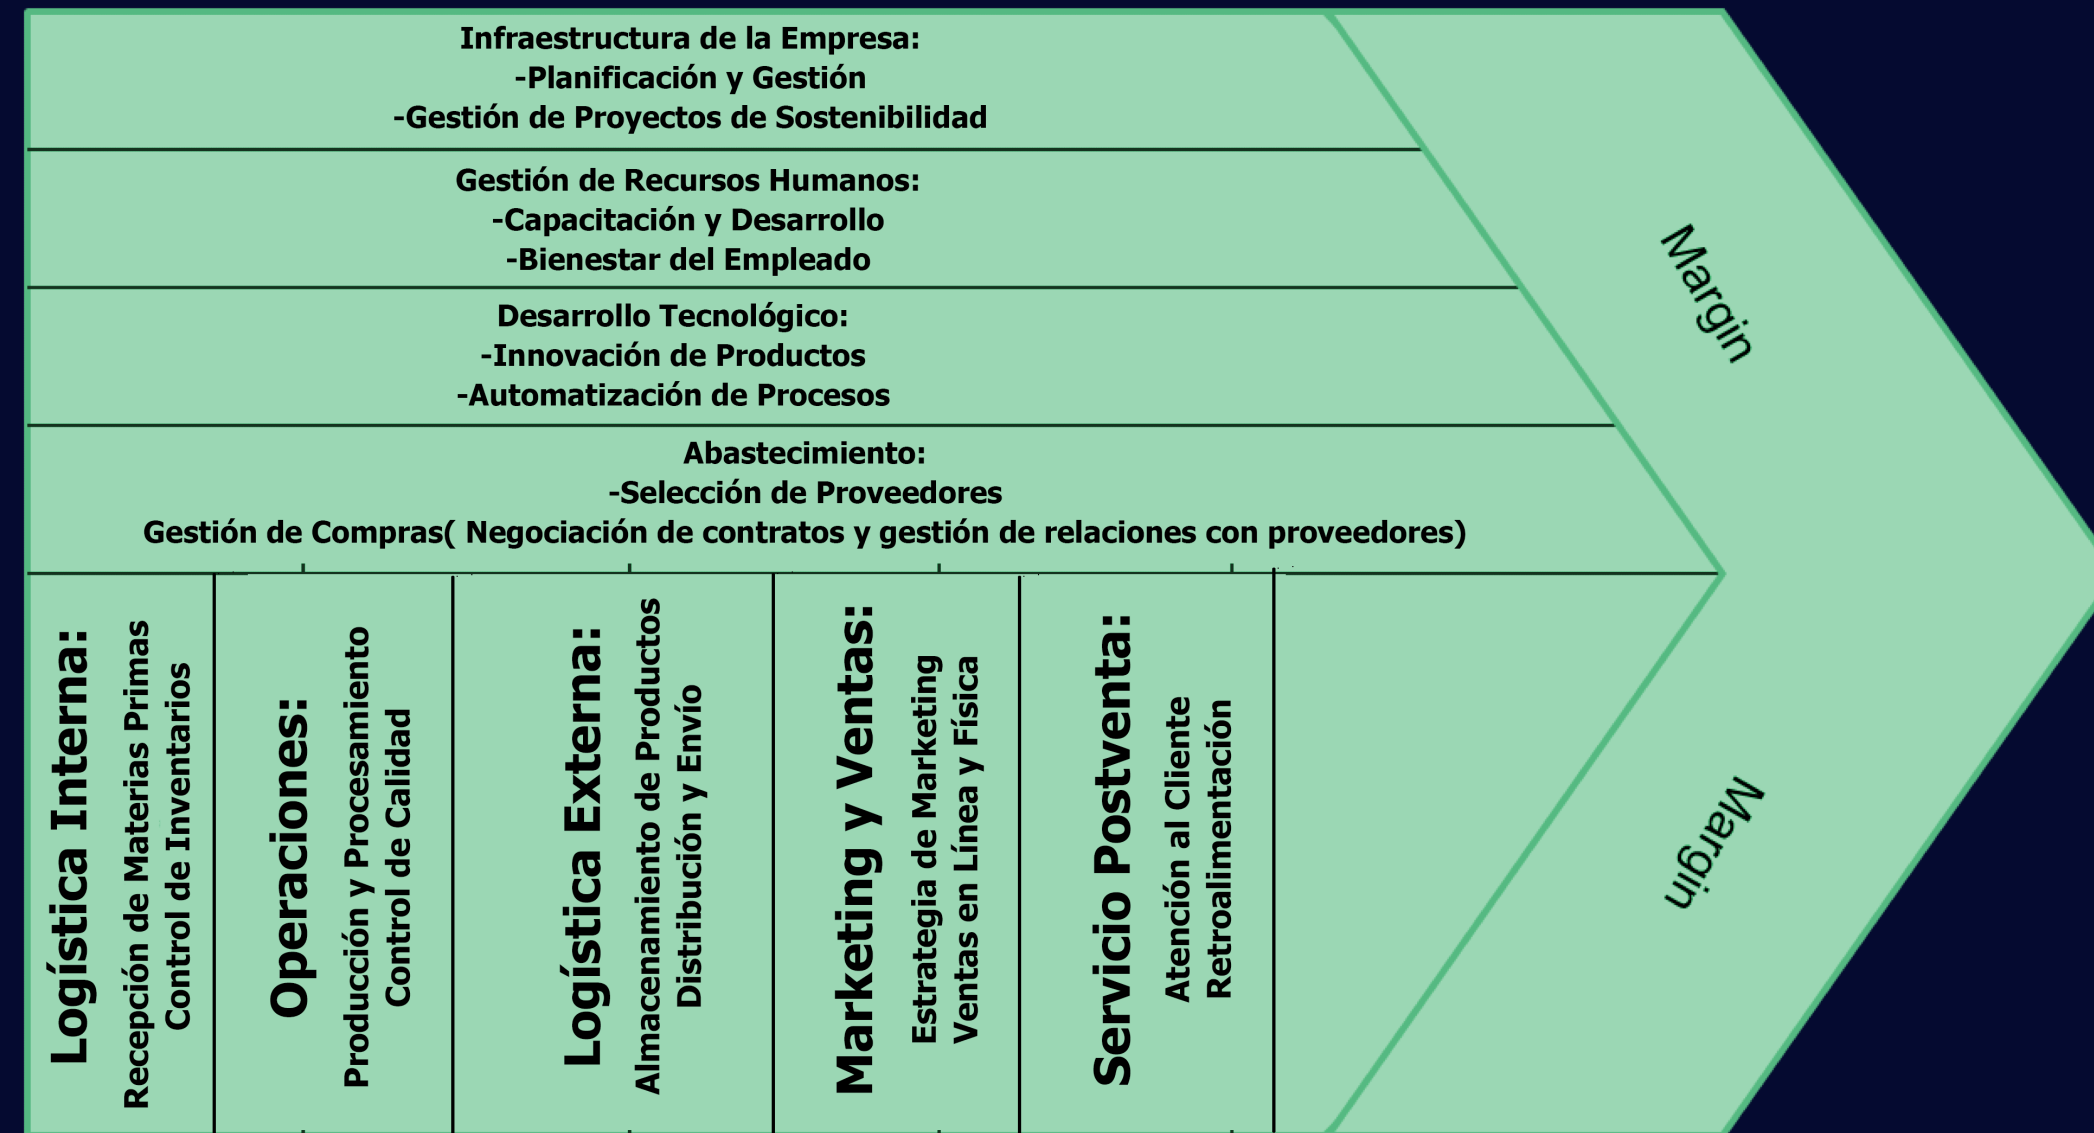 Infraestructura de la Empresa:
-Planificación y Gestión
-Gestión de Proyectos de Sostenibilidad
Gestión de Recursos Humanos:
-Capacitación y Desarrollo
-Bienestar del Empleado
Desarrollo Tecnológico:
-Innovación de Productos
-Automatización de Procesos
Abastecimiento:
-Selección de Proveedores
Gestión de Compras( Negociación de contratos y gestión de relaciones con proveedores)
Margin
Logística Interna:
Recepción de Materias Primas
Control de Inventarios
Operaciones:
Producción y Procesamiento
Control de Calidad
Logística Externa:
Almacenamiento de Productos
Distribución y Envío
Marketing y Ventas:
Estrategia de Marketing
Ventas en Línea y Física
Servicio Postventa:
Atención al Cliente
Retroalimentación
Margin